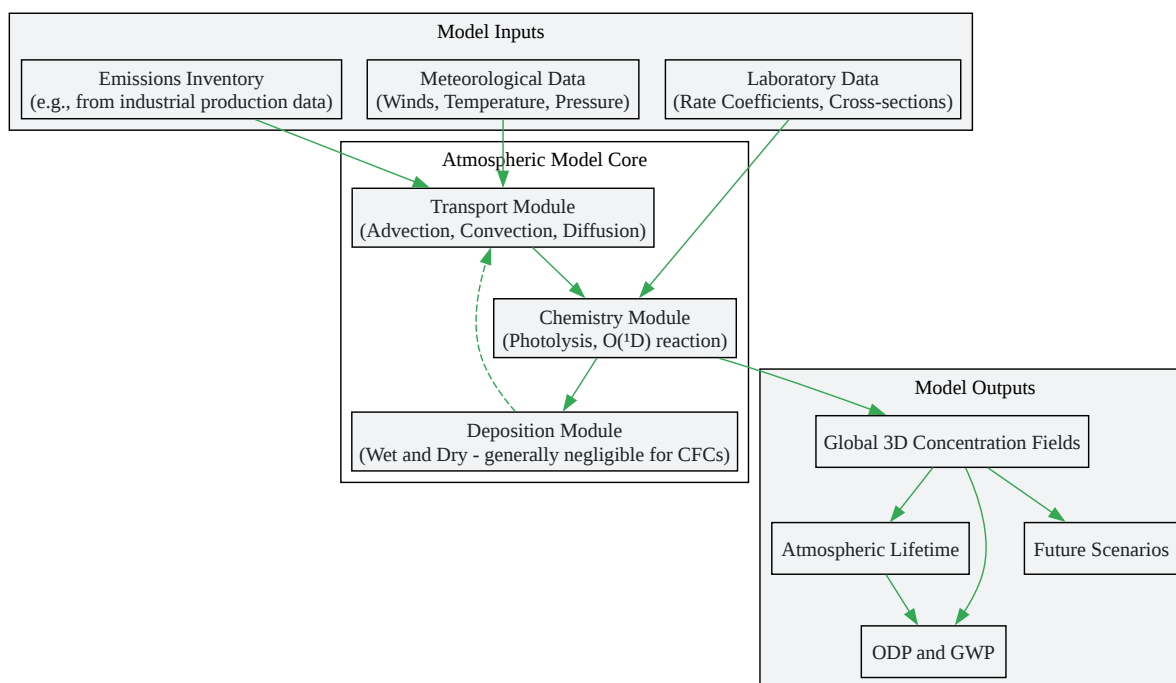 Model Inputs
Emissions Inventory
(e.g., from industrial production data)
Meteorological Data
(Winds, Temperature, Pressure)
Laboratory Data
(Rate Coefficients, Cross-sections)
Atmospheric Model Core
Transport Module
(Advection, Convection, Diffusion)
Chemistry Module
(Photolysis, O(¹D) reaction)
Deposition Module
(Wet and Dry - generally negligible for CFCs)
Model Outputs
Global 3D Concentration Fields
Atmospheric Lifetime
Future Scenarios
ODP and GWP